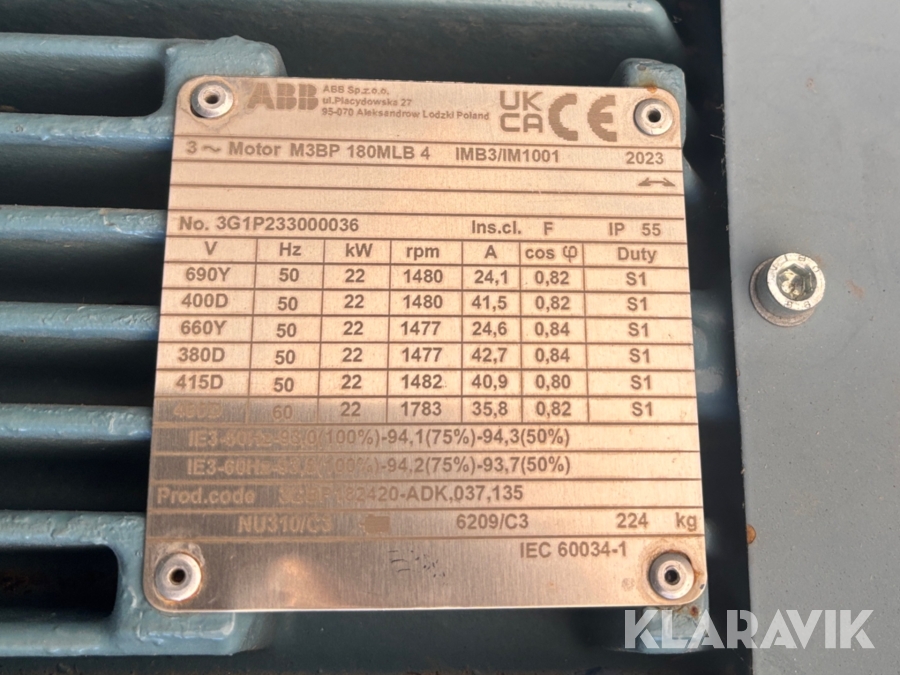 ABB
ABB Sp.z.o.o.
ul.Placydowska 27
95-070 Aleksandrow Lodzki Poland
UK CA CE
3 ~ Motor M3BP 180MLB 4 IMB3/IM1001 2023
No. 3G1P233000036 Ins.cl. F IP 55
V Hz kW rpm A cos φ Duty
690Y 50 22 1480 24,1 0,82 S1
400D 50 22 1480 41,5 0,82 S1
660Y 50 22 1477 24,6 0,84 S1
380D 50 22 1477 42,7 0,84 S1
415D 50 22 1482 40,9 0,80 S1
60 22 1783 35,8 0,82 S1
(100%)-94,1(75%)-94,3(50%)
(100%)-94,2(75%)-93,7(50%)
Prod.code 182420-ADK,037,135
NU310/C3 6209/C3 224 kg
IEC 60034-1
KLARAVIK